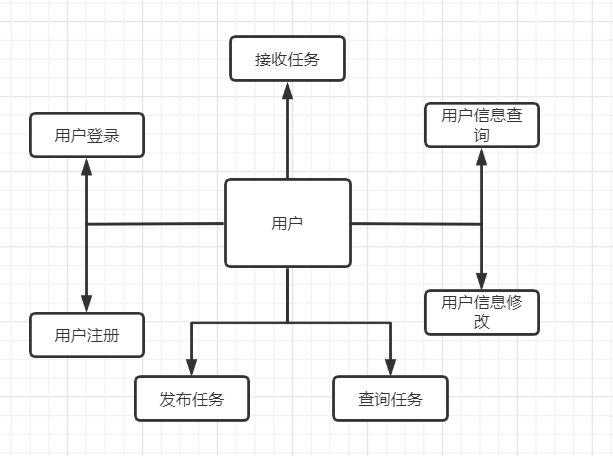 接收任务
用户登录
用户信息查
询
用户
用户注册
用户信息修
改
发布任务
查询任务